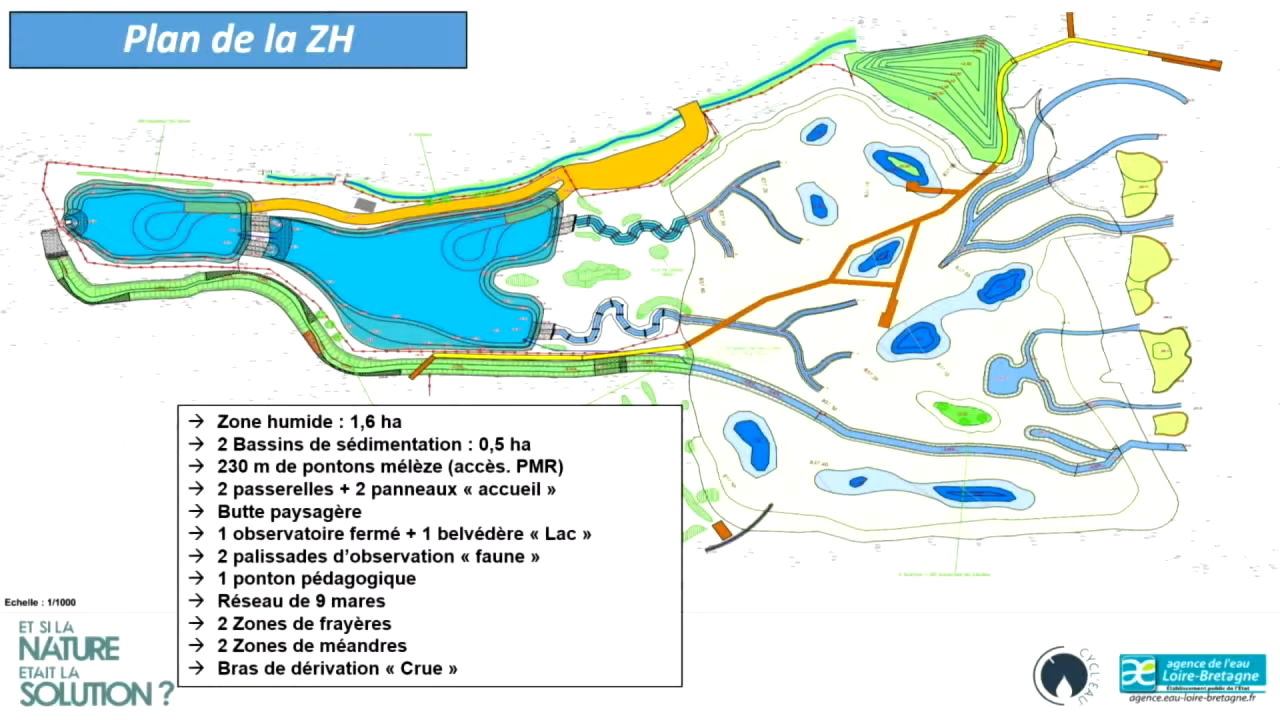 Plan de la ZH
→ Zone humide : 1,6 ha
→ 2 Bassins de sédimentation : 0,5 ha
→ 230 m de pontons mélèze (accès. PMR)
→ 2 passerelles + 2 panneaux « accueil »
→ Butte paysagère
→ 1 observatoire fermé + 1 belvédère « Lac »
→ 2 palissades d’observation « faune »
→ 1 ponton pédagogique
→ Réseau de 9 mares
→ 2 Zones de frayères
→ 2 Zones de méandres
→ Bras de dérivation « Crue »
Echelle : 1/1000
ET SI LA
NATURE
ETAIT LA
SOLUTION ?
CYCL'EAU
agence de l'eau
Loire-Bretagne
Établissement public de l'État
agence.eau-loire-bretagne.fr